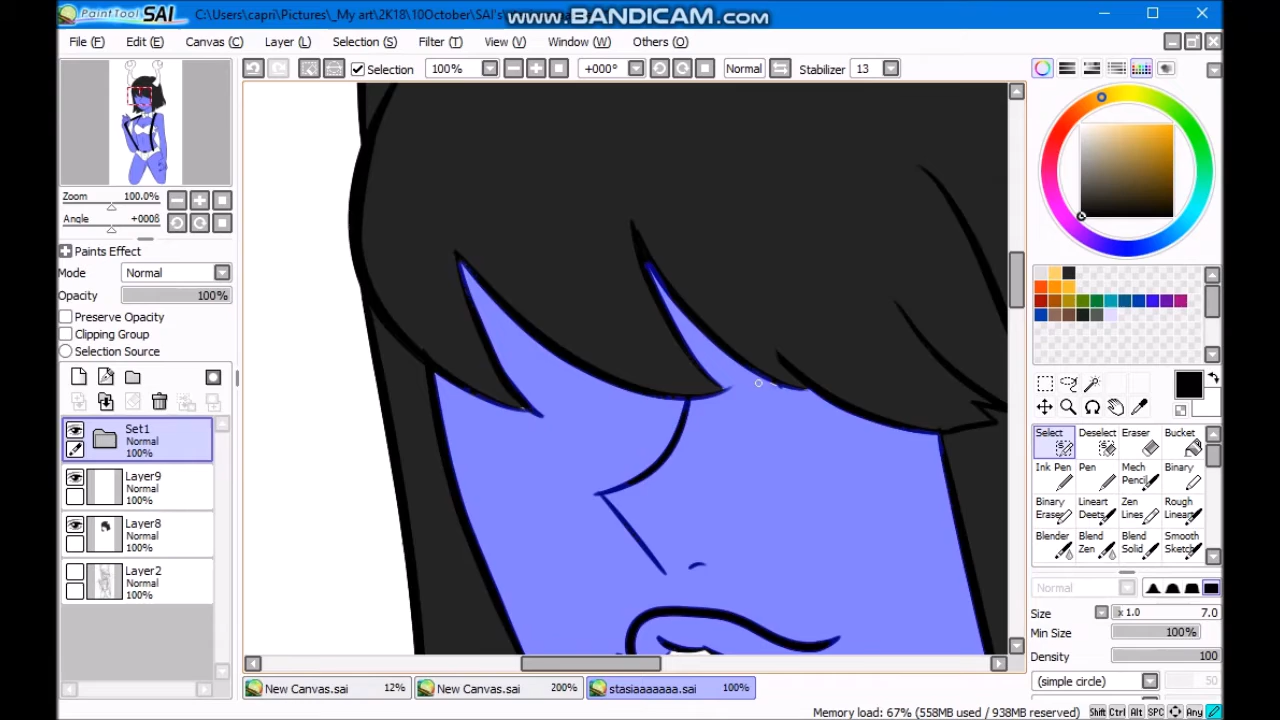 PaintTool SAI C:\Users\capri\Pictures\_My art\2K18\10October\SAI's
www.BANDICAM.com
File (F) Edit (E) Canvas (C) Layer (L) Selection (S) Filter (T) View (V) Window (W) Others (O)
Selection 100% +000° Normal Stabilizer 13
Zoom 100.0%
Angle +000ß
Paints Effect
Mode Normal
Opacity 100%
Preserve Opacity
Clipping Group
Selection Source
Set1
Normal
100%
Layer9
Normal
100%
Layer8
Normal
100%
Layer2
Normal
100%
Select Deselect Eraser Bucket
Ink Pen Pen Mech Pencil Binary
Binary Eraser Lineart Deets Zen Lines Rough Lineart
Blender Blend Zen Blend Solid Smooth Sketch
Normal
Size x 1.0 7.0
Min Size 100%
Density 100
(simple circle) 50
New Canvas.sai 12% New Canvas.sai 200% stasiaaaaaaa.sai 100%
Memory load: 67% (558MB used / 938MB reserved) Shift Ctrl Alt SPC Any